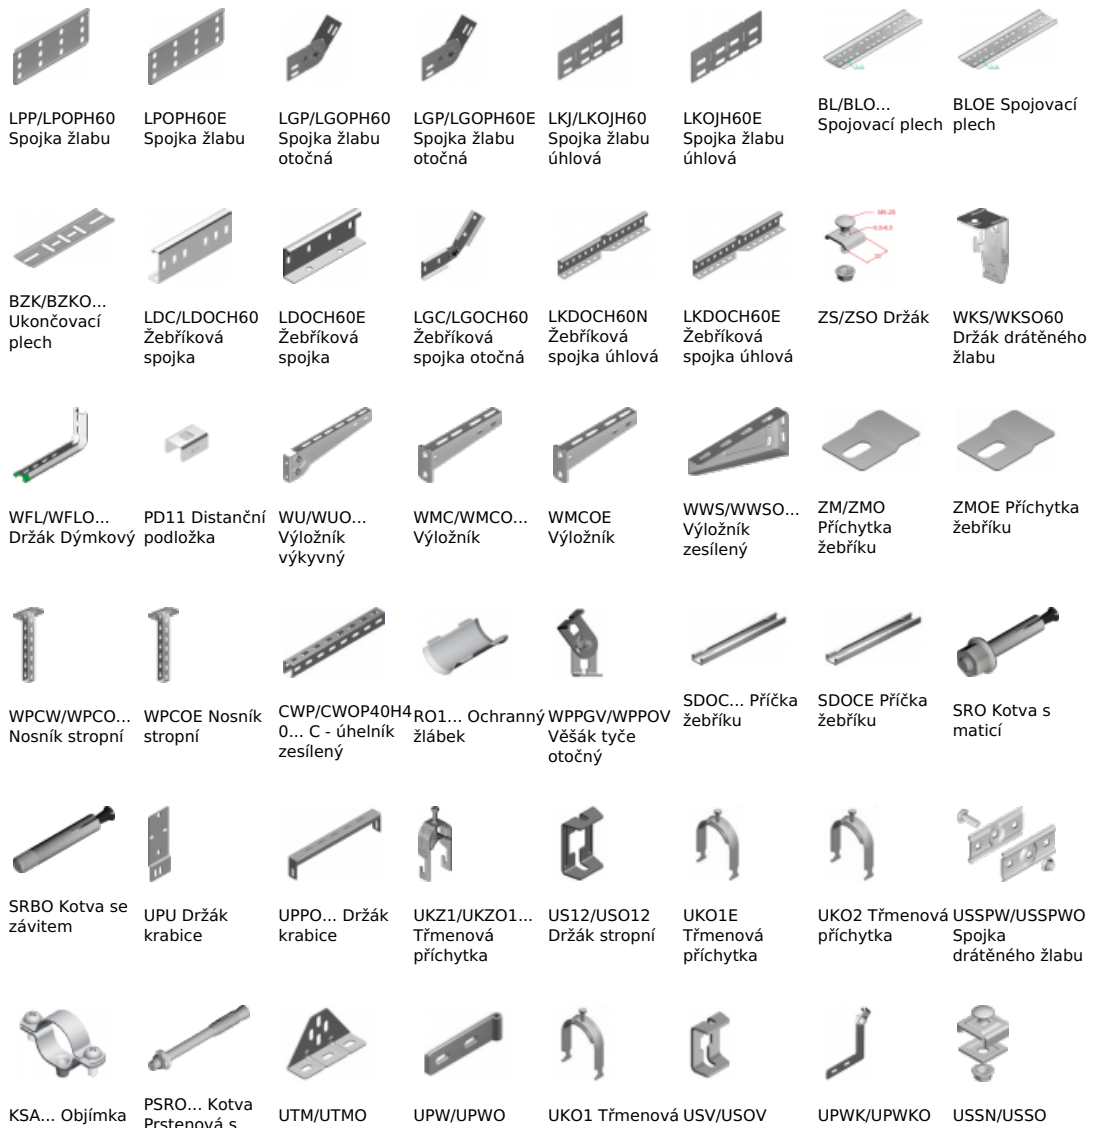 LPP/LPOPH60
Spojka žlabu
LPOPH60E
Spojka žlabu
LGP/LGOPH60
Spojka žlabu
otočná
LGP/LGOPH60E
Spojka žlabu
otočná
LKJ/LKOJH60
Spojka žlabu
úhlová
LKOJH60E
Spojka žlabu
úhlová
BL/BLO...
Spojovací plech
BLOE Spojovací
plech
BZK/BZKO...
Ukončovací
plech
LDC/LDOCH60
Žebříková
spojka
LDOCH60E
Žebříková
spojka
LGC/LGOCH60
Žebříková
spojka otočná
LKDOCH60N
Žebříková
spojka úhlová
LKDOCH60E
Žebříková
spojka úhlová
ZS/ZSO Držák
WKS/WKSO60
Držák drátěného
žlabu
WFL/WFLO...
Držák Dýmkový
PD11 Distanční
podložka
WU/WUO...
Výložník
výkyvný
WMC/WMCO...
Výložník
WMCOE
Výložník
WWS/WWSO...
Výložník
zesílený
ZM/ZMO
Příchytka
žebříku
ZMOE Příchytka
žebříku
WPCW/WPCO...
Nosník stropní
WPCOE Nosník
stropní
CWP/CWOP40H4
0... C - úhelník
zesílený
RO1... Ochranný
žlábek
WPPGV/WPPOV
Věšák tyče
otočný
SDOC... Příčka
žebříku
SDOCE Příčka
žebříku
SRO Kotva s
maticí
SRBO Kotva se
závitem
UPU Držák
krabice
UPPO... Držák
krabice
UKZ1/UKZO1...
Třmenová
příchytka
US12/USO12
Držák stropní
UKO1E
Třmenová
příchytka
UKO2 Třmenová
příchytka
USSPW/USSPWO
Spojka
drátěného žlabu
KSA... Objímka
PSRO... Kotva
Prstenová s
UTM/UTMO
UPW/UPWO
UKO1 Třmenová
USV/USOV
UPWK/UPWKO
USSN/USSO